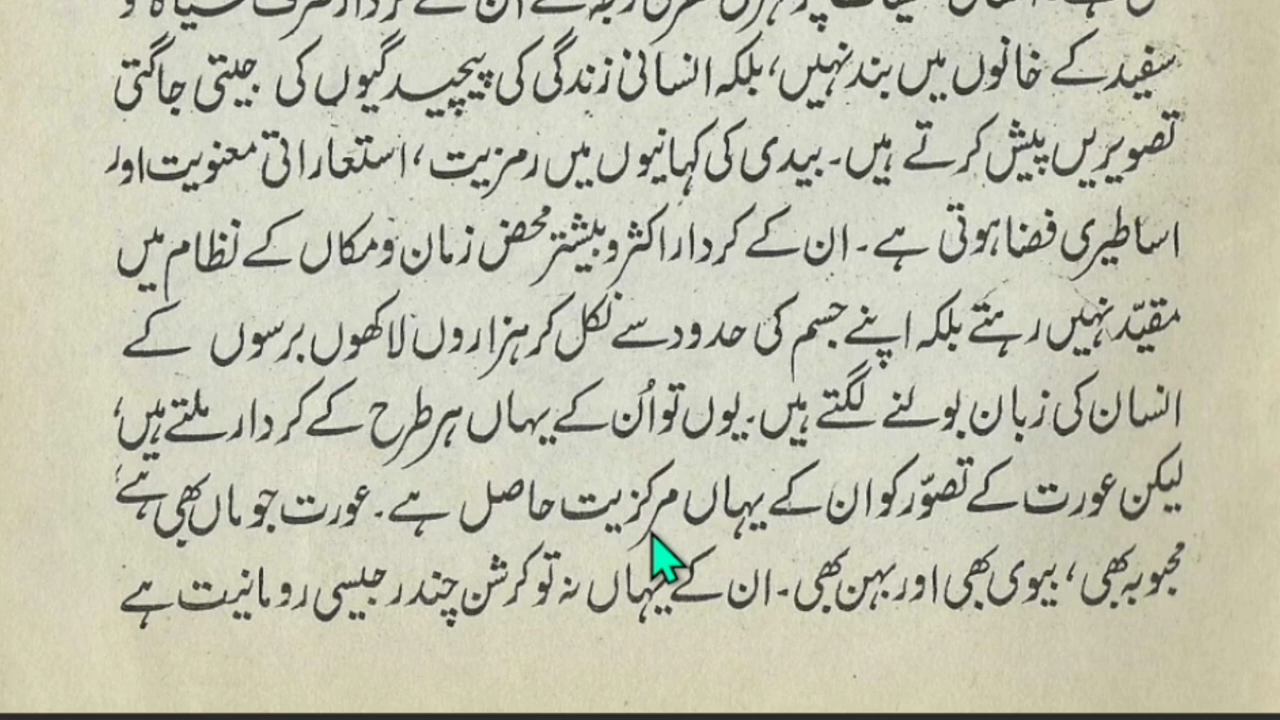 سفید کے خانوں میں بند نہیں، بلکہ انسانی زندگی کی پیچیدگیوں کی جیتی جاگتی
تصویریں پیش کرتے ہیں۔ بیدی کی کہانیوں میں رمزیت، استعاراتی معنویت اور
اساطیری فضا ہوتی ہے۔ ان کے کردار اکثر و بیشتر محض زمان و مکاں کے نظام میں
مقیّد نہیں رہتے بلکہ اپنے جسم کی حدود سے نکل کر ہزاروں لاکھوں برسوں کے
انسان کی زبان بولنے لگتے ہیں۔ یوں تو اُن کے یہاں ہر طرح کے کردار ملتے ہیں،
لیکن عورت کے تصوّر کو ان کے یہاں مرکزیت حاصل ہے۔ عورت جو ماں بھی ہے،
محبوبہ بھی، بیوی بھی اور بہن بھی۔ ان کے یہاں نہ تو کرشن چندر جیسی رومانیت ہے